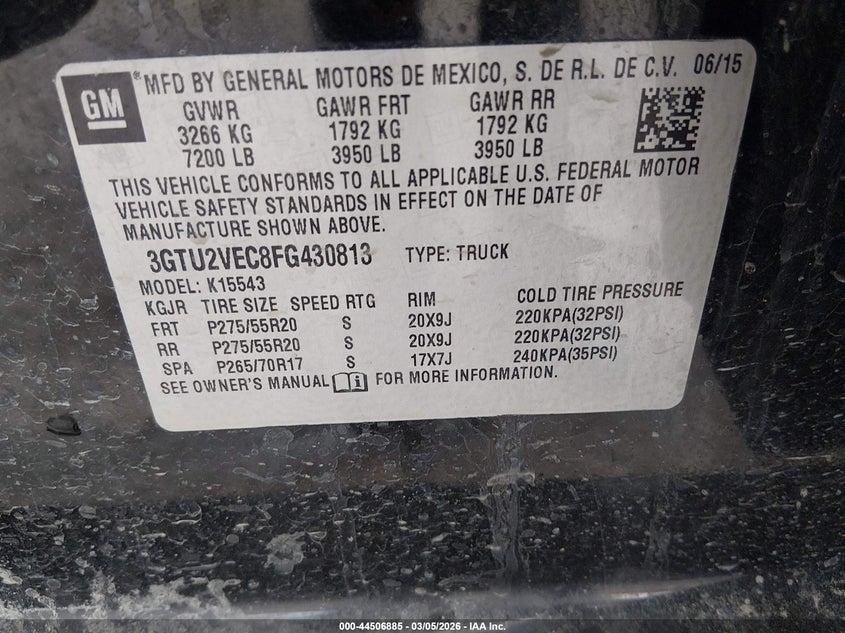 GM
® MFD BY GENERAL MOTORS DE MEXICO, S. DE R.L. DE C.V. 06/15
GVWR GAWR FRT GAWR RR
3266 KG 1792 KG 1792 KG
7200 LB 3950 LB 3950 LB
THIS VEHICLE CONFORMS TO ALL APPLICABLE U.S. FEDERAL MOTOR
VEHICLE SAFETY STANDARDS IN EFFECT ON THE DATE OF
MANUFACTURE SHOWN ABOVE.
3GTU2VEC8FG430813 TYPE: TRUCK
MODEL: K15543
KGJR TIRE SIZE SPEED RTG RIM COLD TIRE PRESSURE
FRT P275/55R20 S 20X9J 220KPA(32PSI)
RR P275/55R20 S 20X9J 220KPA(32PSI)
SPA P265/70R17 S 17X7J 240KPA(35PSI)
SEE OWNER'S MANUAL FOR MORE INFORMATION.
000-44506885 - 03/05/2026 - IAA Inc.